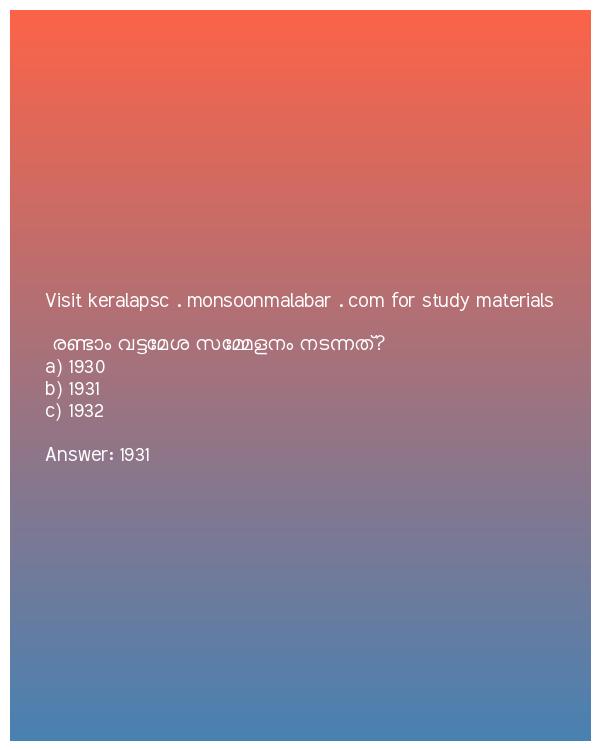 Visit keralapsc . monsoonmalabar . com for study materials
രണ്ടാം വട്ടമേശ സമ്മേളനം നടന്നത്?
a) 1930
b) 1931
c) 1932
Answer: 1931